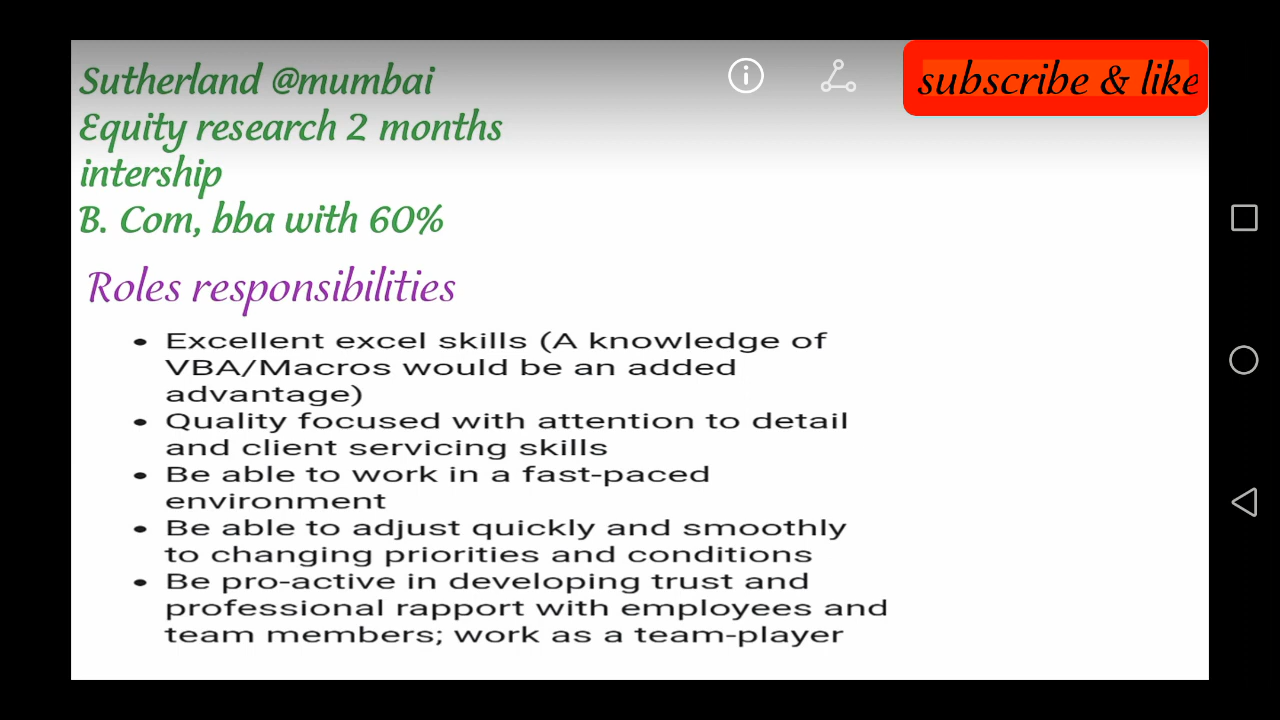 Sutherland @mumbai
subscribe & like
Equity research 2 months
intership
B. Com, bba with 60%
Roles responsibilities
• Excellent excel skills (A knowledge of
VBA/Macros would be an added
advantage)
• Quality focused with attention to detail
and client servicing skills
• Be able to work in a fast-paced
environment
• Be able to adjust quickly and smoothly
to changing priorities and conditions
• Be pro-active in developing trust and
professional rapport with employees and
team members; work as a team-player